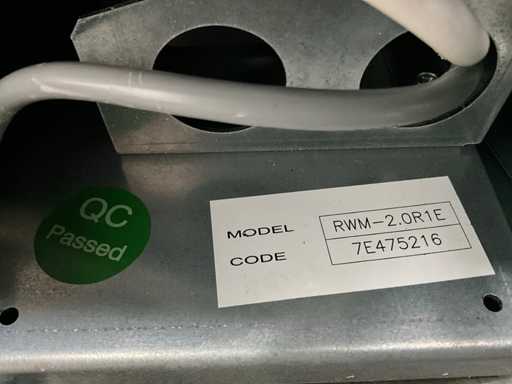 QC
Passed
MODEL RWM-2.0R1E
CODE 7E475216